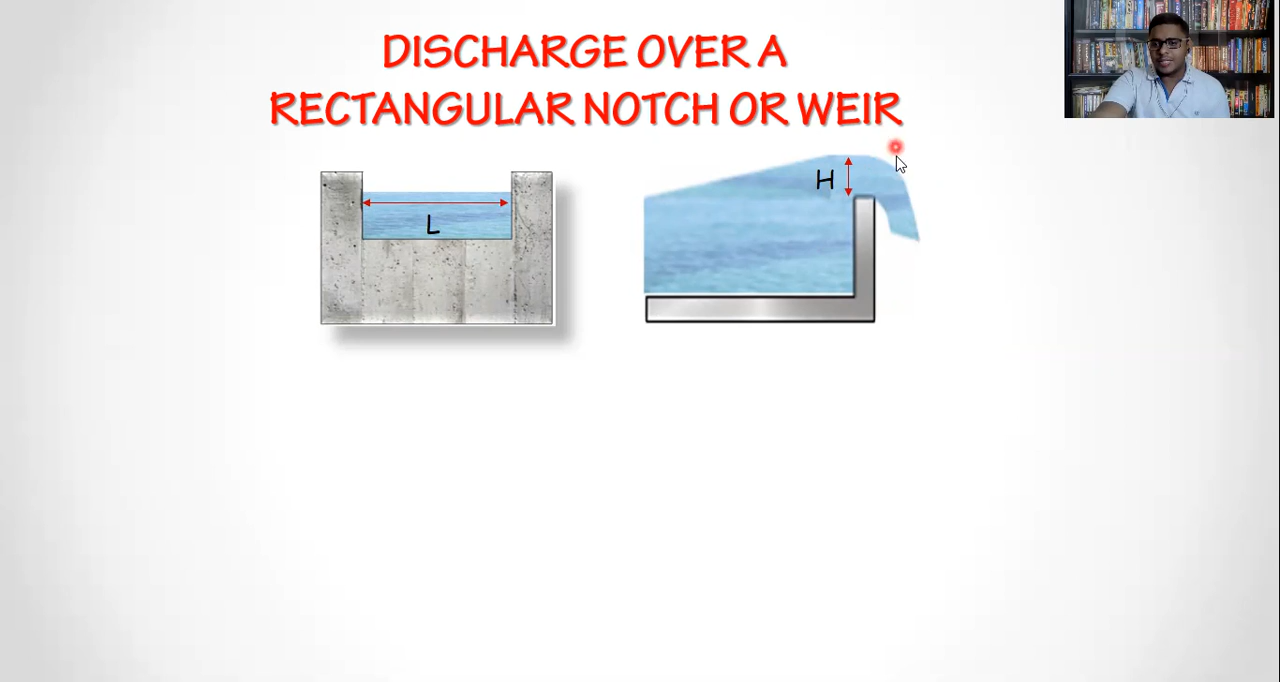 DISCHARGE OVER A
RECTANGULAR NOTCH OR WEIR
H
L